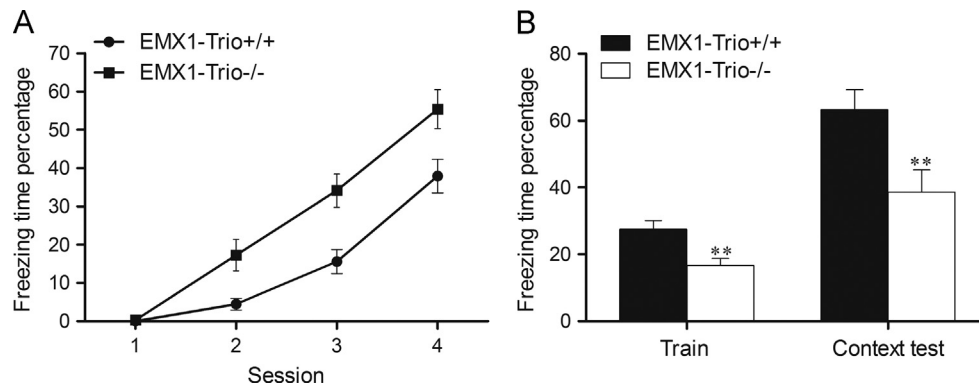 A
EMX1-Trio+/+
EMX1-Trio-/-
Freezing time percentage
70
60
50
40
30
20
10
0
1 2 3 4
Session
B
EMX1-Trio+/+
EMX1-Trio-/-
Freezing time percentage
80
60
40
20
0
**
**
Train Context test